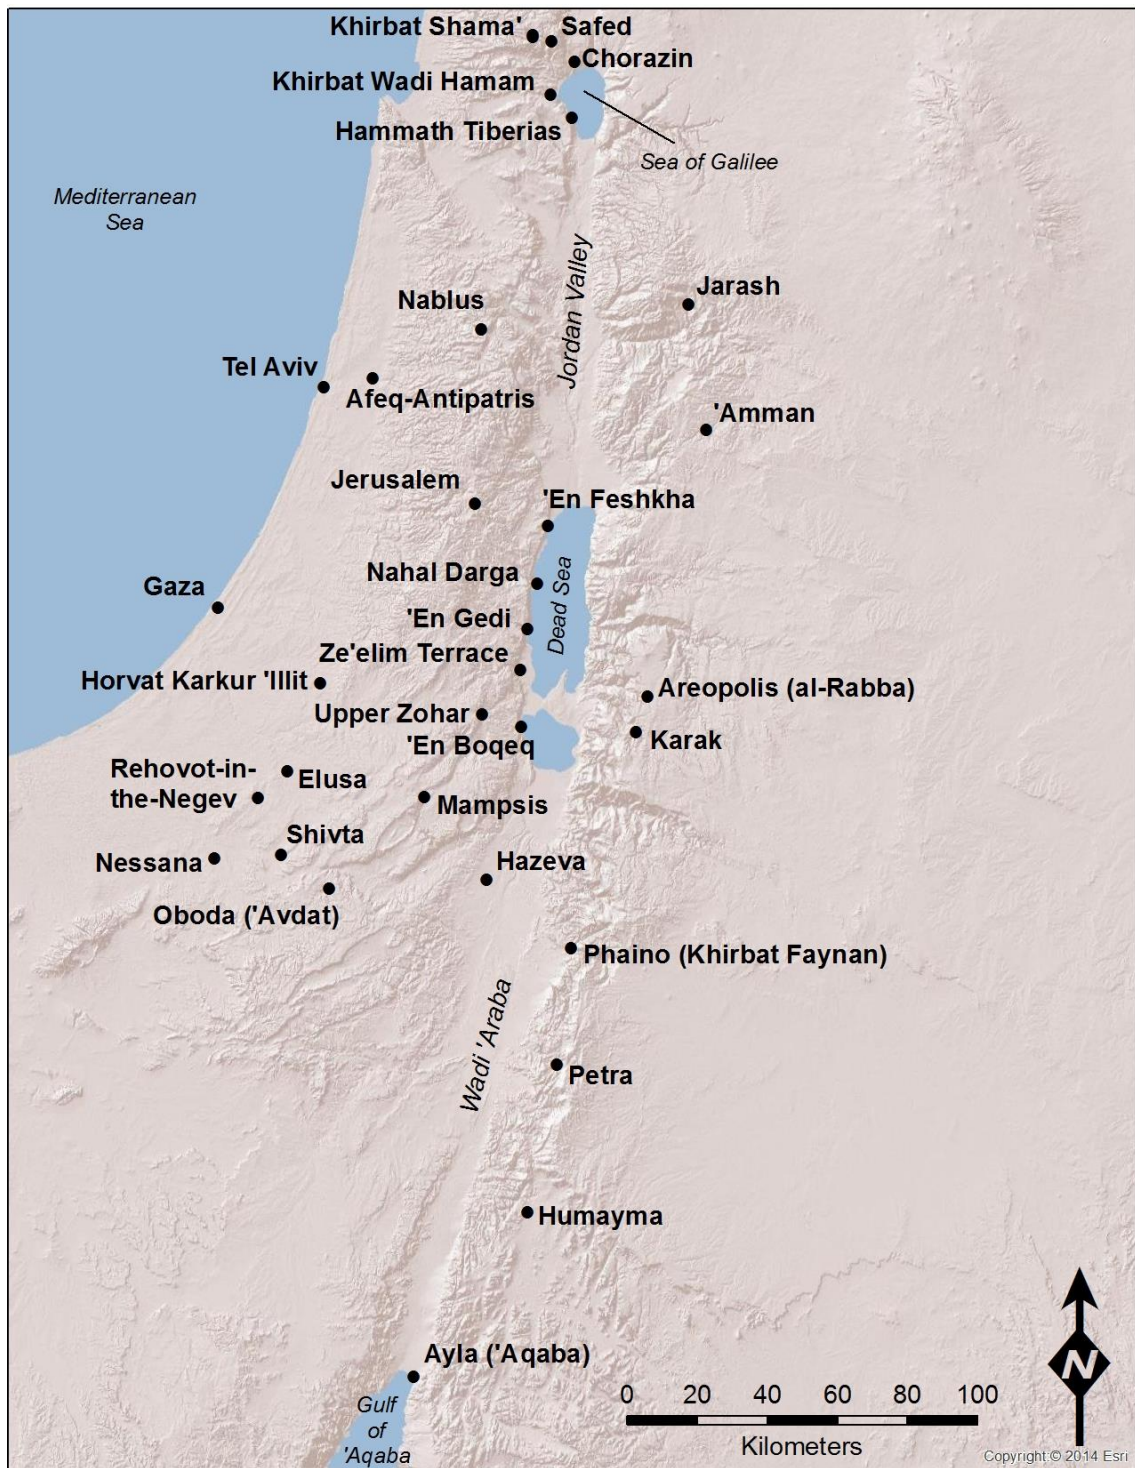 Khirbat Shama'
Safed
Chorazin
Khirbat Wadi Hamam
Hammath Tiberias
Sea of Galilee
Mediterranean
Sea
Jordan Valley
Jarash
Nablus
Tel Aviv
Afeq-Antipatris
'Amman
Jerusalem
'En Feshkha
Nahal Darga
Dead Sea
Gaza
'En Gedi
Ze'elim Terrace
Horvat Karkur 'Illit
Areopolis (al-Rabba)
Upper Zohar
'En Boqeq
Karak
Rehovot-in-
the-Negev
Elusa
Mampsis
Shivta
Nessana
Hazeva
Oboda ('Avdat)
Phaino (Khirbat Faynan)
Wadi 'Araba
Petra
Humayma
Ayla ('Aqaba)
Gulf
of
'Aqaba
N
0 20 40 60 80 100
Kilometers
Copyright:© 2014 Esri